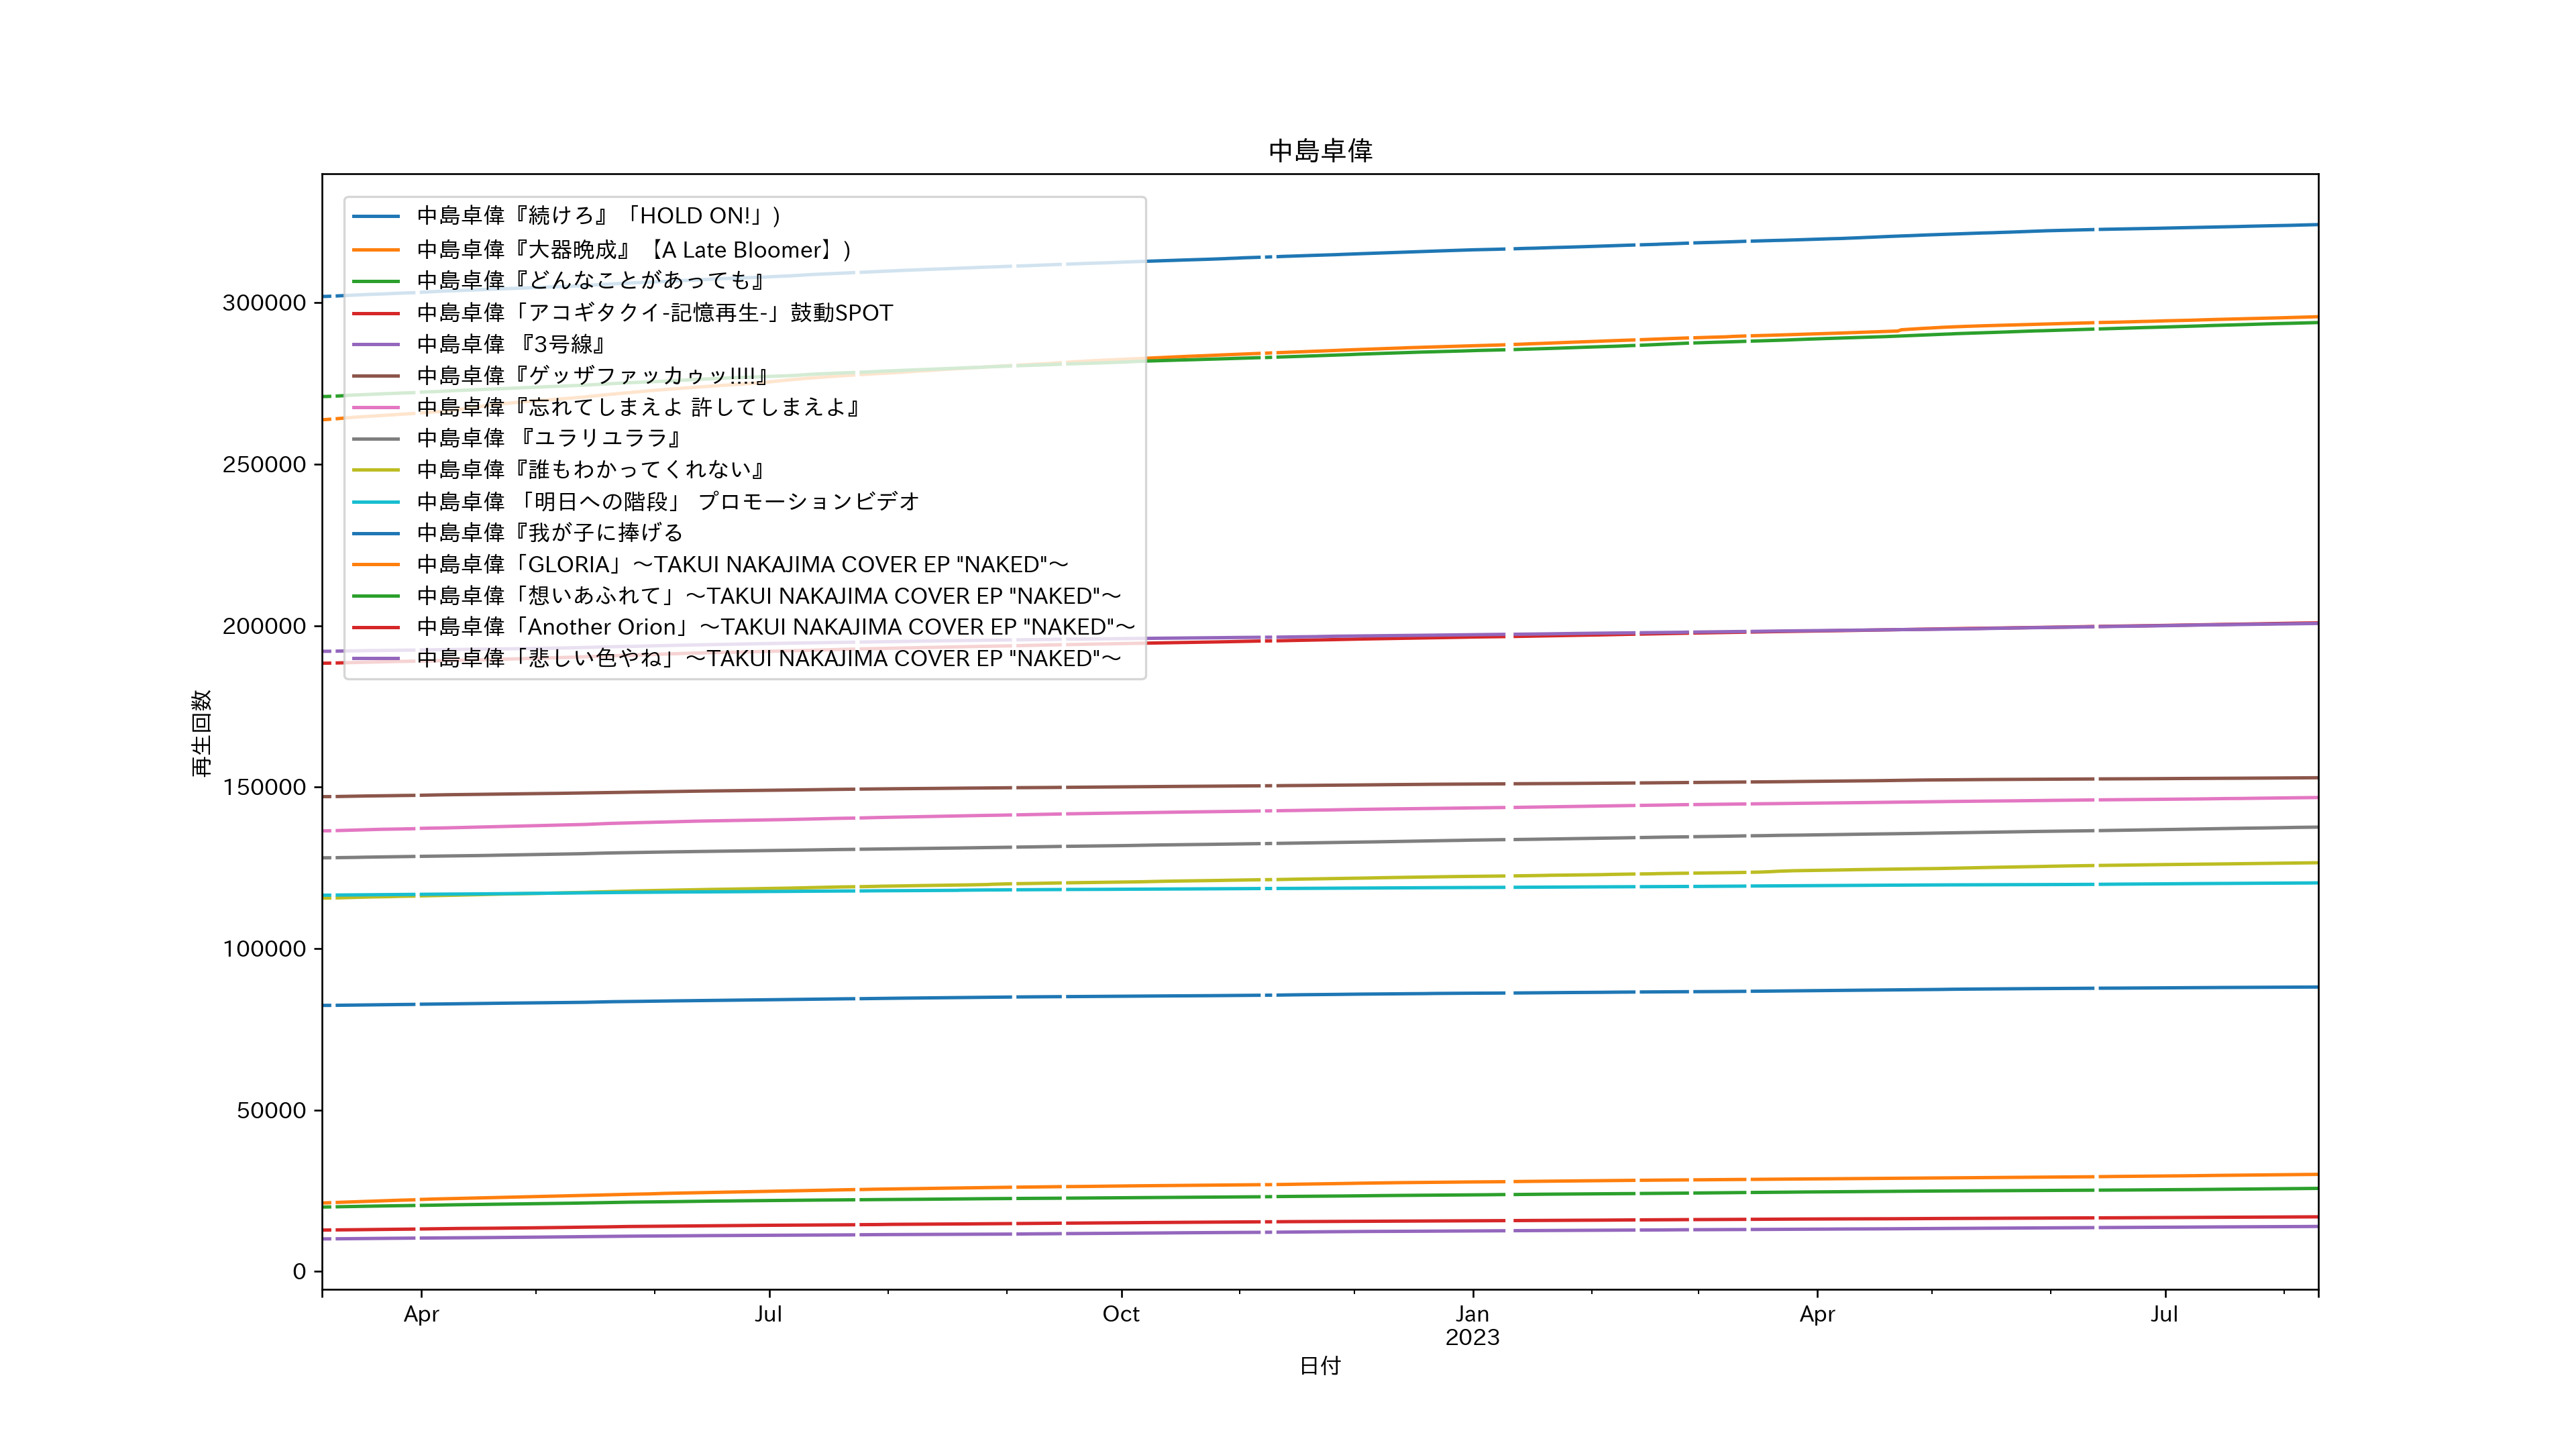 中島卓偉
中島卓偉『続けろ』「HOLD ON!」)
中島卓偉『大器晩成』【A Late Bloomer】)
中島卓偉『どんなことがあっても』
中島卓偉「アコギタクイ-記憶再生-」鼓動SPOT
中島卓偉 『3号線』
中島卓偉『ゲッザファッカゥッ!!!!』
中島卓偉『忘れてしまえよ 許してしまえよ』
中島卓偉 『ユラリユララ』
中島卓偉『誰もわかってくれない』
中島卓偉 「明日への階段」 プロモーションビデオ
中島卓偉『我が子に捧げる
中島卓偉「GLORIA」～TAKUI NAKAJIMA COVER EP "NAKED"～
中島卓偉「想いあふれて」～TAKUI NAKAJIMA COVER EP "NAKED"～
中島卓偉「Another Orion」～TAKUI NAKAJIMA COVER EP "NAKED"～
中島卓偉「悲しい色やね」～TAKUI NAKAJIMA COVER EP "NAKED"～
再生回数
300000
250000
200000
150000
100000
50000
0
Apr Jul Oct Jan Apr Jul
2023
日付